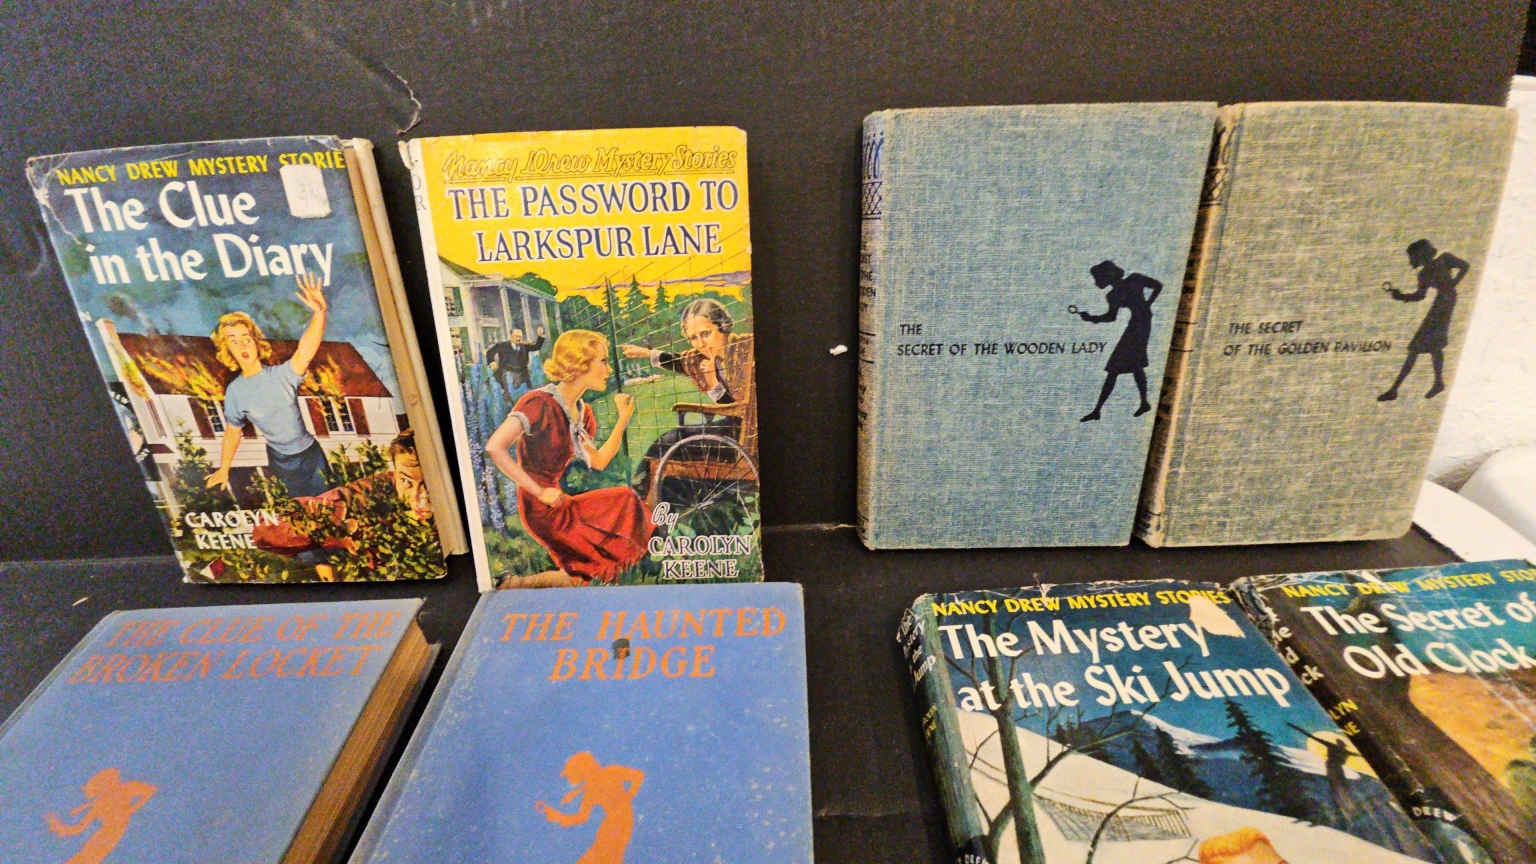 NANCY DREW MYSTERY STORIE
The Clue
in the Diary
CAROLYN
KEENE
Nancy Drew Mystery Stories
THE PASSWORD TO
LARKSPUR LANE
By
CAROLYN
KEENE
THE
SECRET OF THE WOODEN LADY
THE SECRET
OF THE GOLDEN PAVILION
THE CLUE OF THE
BROKEN LOCKET
THE HAUNTED
BRIDGE
NANCY DREW MYSTERY STORIES
The Mystery
at the Ski Jump
NANCY DREW MYSTERY STO
The Secret of
Old Clock